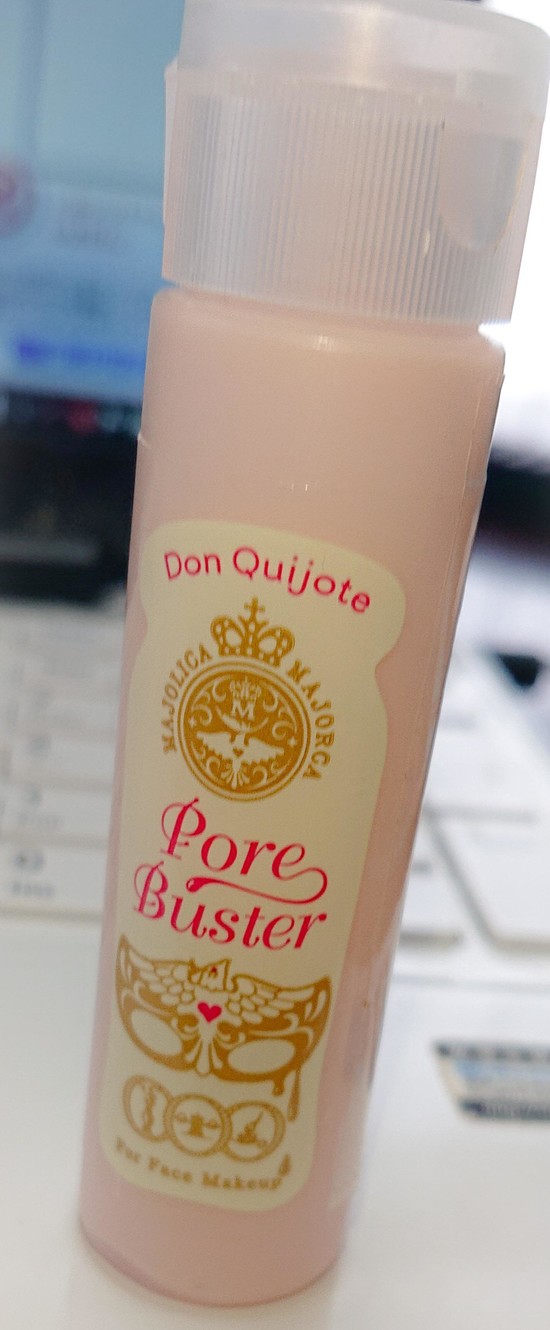 Don Quijote
MAJOLICA MAJORCA
M
Pore
Buster
For Face Makeup